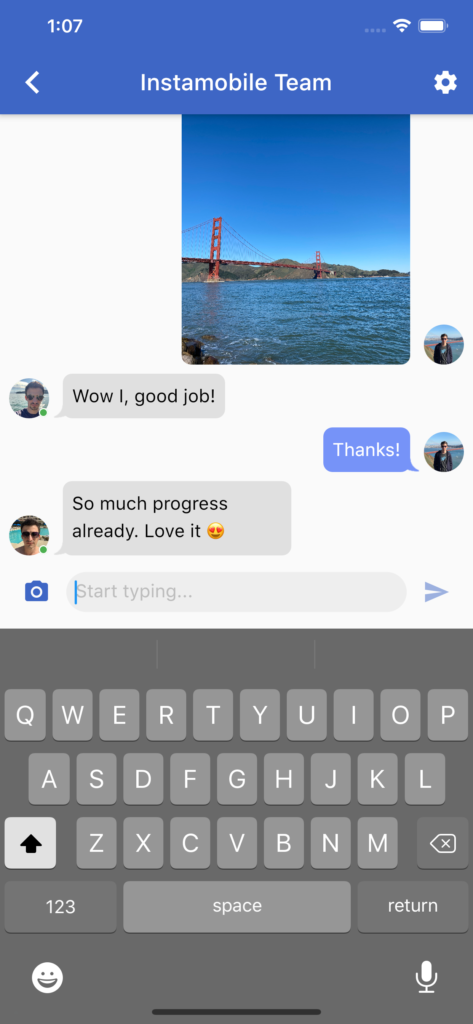 1:07
Instamobile Team
Wow I, good job!
Thanks!
So much progress
already. Love it 😍
Start typing...
Q W E R T Y U I O P
A S D F G H J K L
Z X C V B N M
123 space return